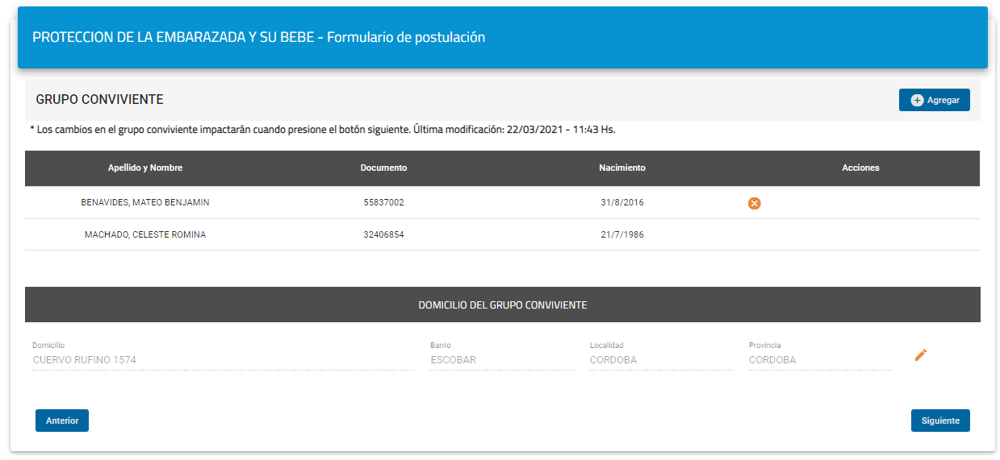 PROTECCION DE LA EMBARAZADA Y SU BEBE - Formulario de postulación
GRUPO CONVIVIENTE
Agregar
* Los cambios en el grupo conviviente impactarán cuando presione el botón siguiente. Última modificación: 22/03/2021 - 11:43 Hs.
Apellido y Nombre Documento Nacimiento Acciones
BENAVIDES, MATEO BENJAMIN 55837002 31/8/2016
MACHADO, CELESTE ROMINA 32406854 21/7/1986
DOMICILIO DEL GRUPO CONVIVIENTE
Domicilio Barrio Localidad Provincia
CUERVO RUFINO 1574 ESCOBAR CORDOBA CORDOBA
Anterior Siguiente